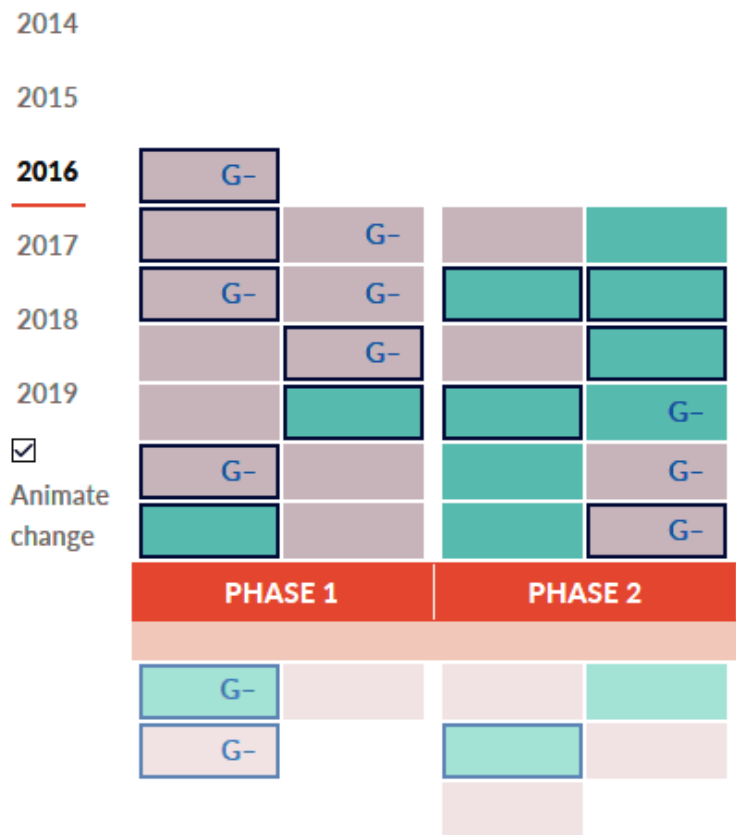 2014
2015
2016
G–
2017
G–
G–
G–
2018
G–
2019
G–
G–
G–
Animate
change
G–
PHASE 1
PHASE 2
G–
G–